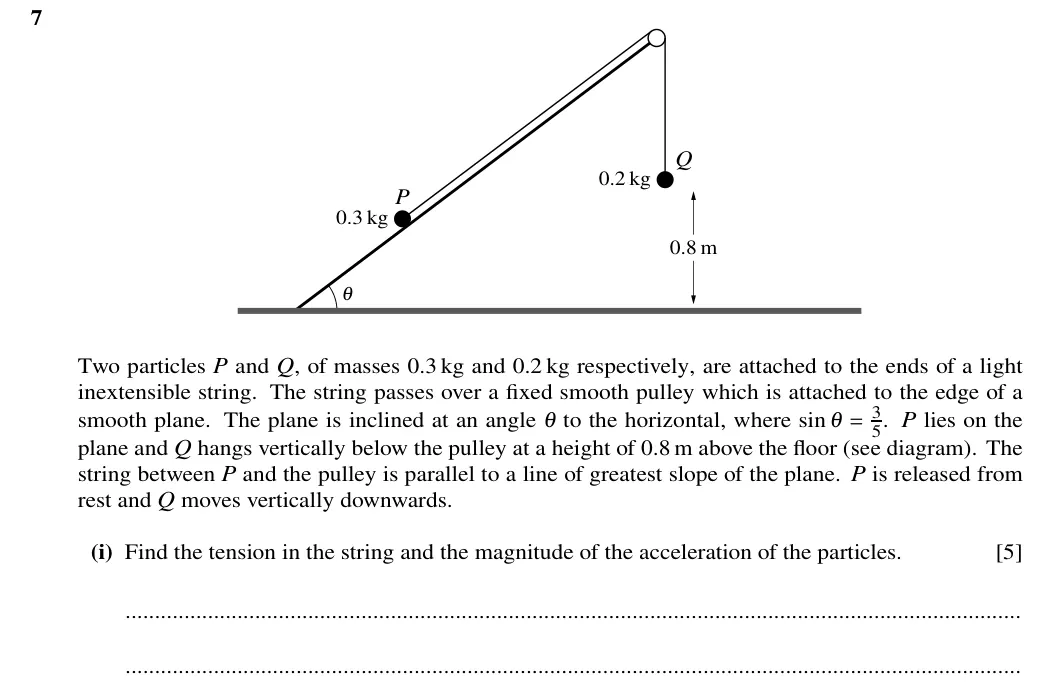 7
Q
0.2 kg
P
0.3 kg
0.8 m
θ
Two particles P and Q, of masses 0.3 kg and 0.2 kg respectively, are attached to the ends of a light
inextensible string. The string passes over a fixed smooth pulley which is attached to the edge of a
smooth plane. The plane is inclined at an angle θ to the horizontal, where sin θ = 3/5. P lies on the
plane and Q hangs vertically below the pulley at a height of 0.8 m above the floor (see diagram). The
string between P and the pulley is parallel to a line of greatest slope of the plane. P is released from
rest and Q moves vertically downwards.
(i) Find the tension in the string and the magnitude of the acceleration of the particles. [5]